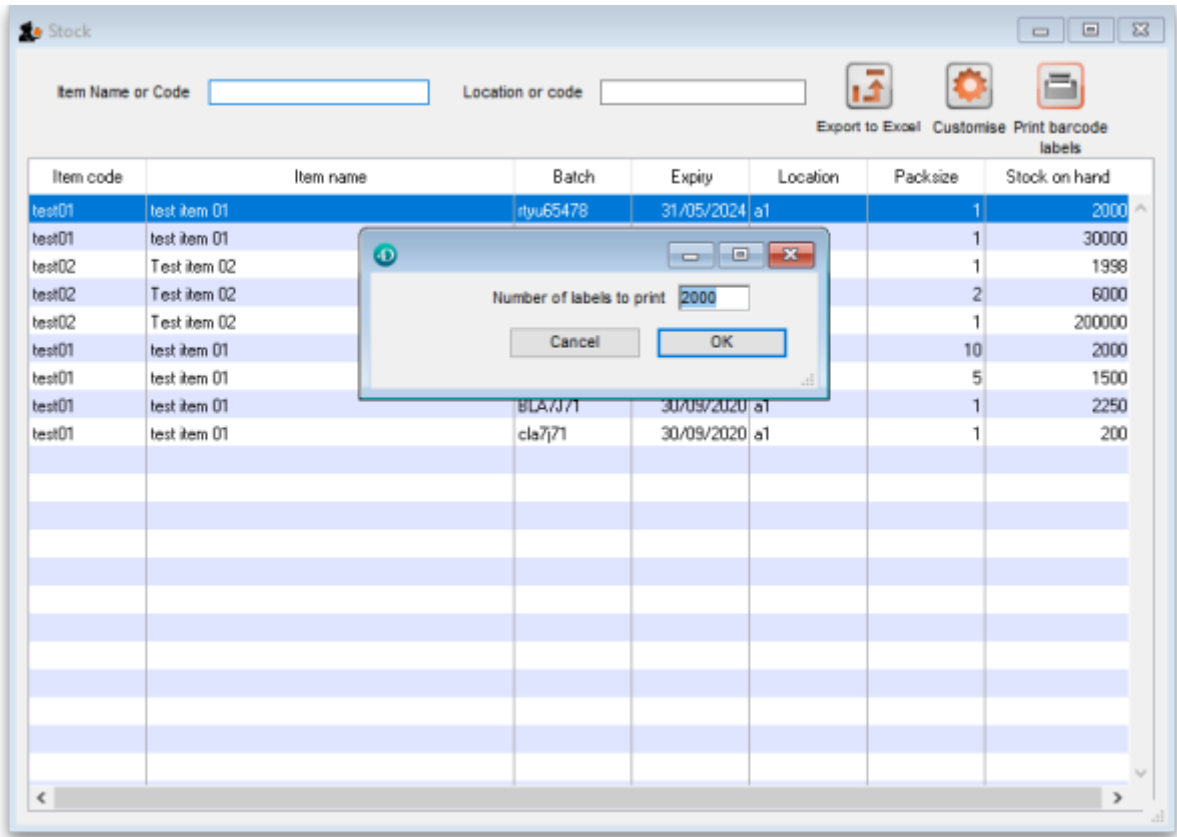 Stock
Item Name or Code Location or code
Export to Excel Customise Print barcode labels
Item code Item name Batch Expiry Location Packsize Stock on hand
test01 test item 01 rtyu65478 31/05/2024 a1 1 2000
test01 test item 01 1 30000
test02 Test item 02 1 1998
test02 Test item 02 2 6000
test02 Test item 02 1 200000
test01 test item 01 10 2000
test01 test item 01 5 1500
test01 test item 01 BLA7J71 30/09/2020 a1 1 2250
test01 test item 01 cla7j71 30/09/2020 a1 1 200
Number of labels to print 2000
Cancel OK